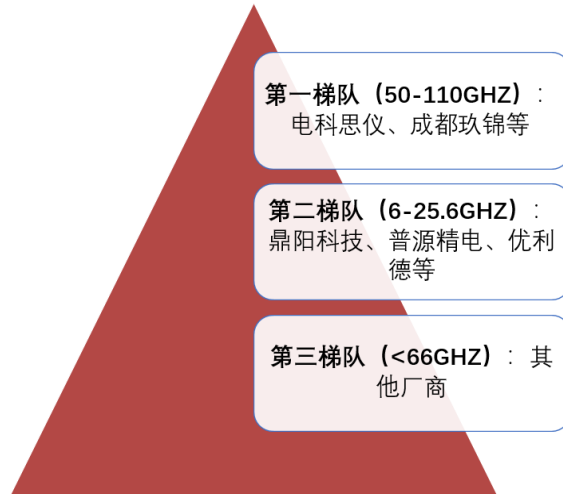 第一梯队（50-110GHZ）：
电科思仪、成都玖锦等
第二梯队（6-25.6GHZ）：
鼎阳科技、普源精电、优利
德等
第三梯队（<66GHZ）：其
他厂商